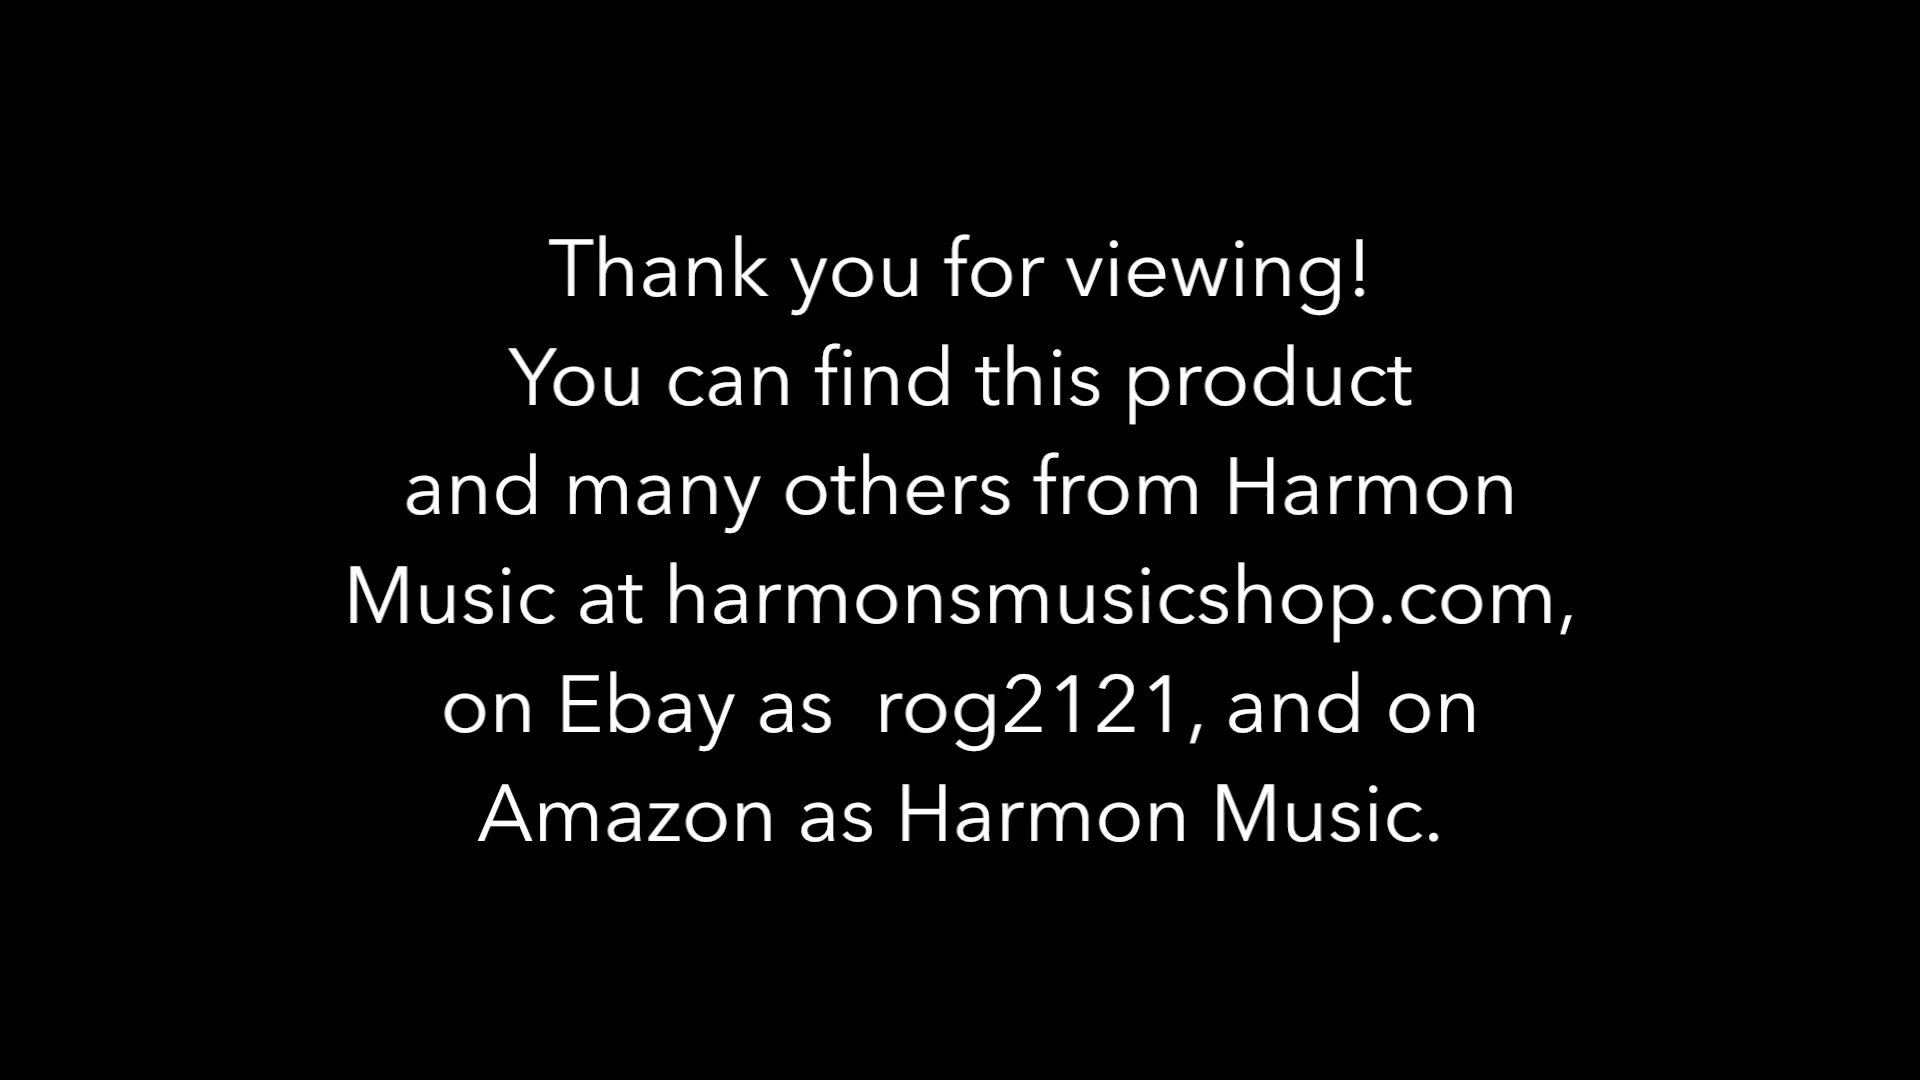 Thank you for viewing!
You can find this product
and many others from Harmon
Music at harmonsmusicshop.com,
on Ebay as  rog2121, and on
Amazon as Harmon Music.